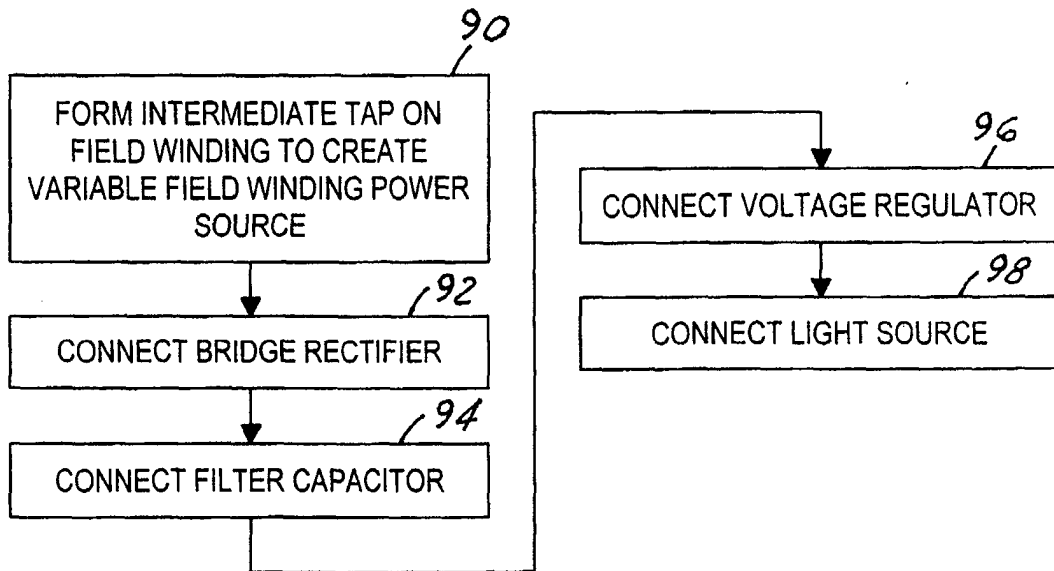 90
FORM INTERMEDIATE TAP ON
FIELD WINDING TO CREATE
VARIABLE FIELD WINDING POWER
SOURCE
92
CONNECT BRIDGE RECTIFIER
94
CONNECT FILTER CAPACITOR
96
CONNECT VOLTAGE REGULATOR
98
CONNECT LIGHT SOURCE